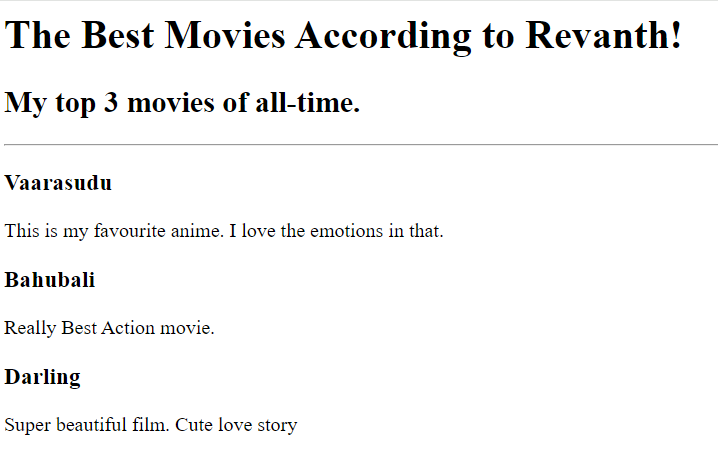 The Best Movies According to Revanth!
My top 3 movies of all-time.
Vaarasudu
This is my favourite anime. I love the emotions in that.
Bahubali
Really Best Action movie.
Darling
Super beautiful film. Cute love story